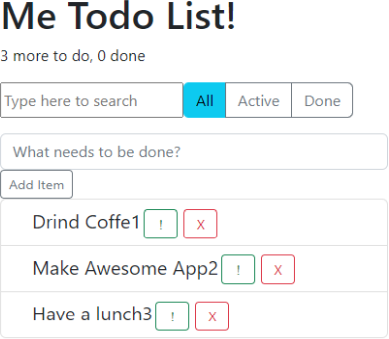 Me Todo List!
3 more to do, 0 done
Type here to search All Active Done
What needs to be done?
Add Item
Drind Coffe1 ! X
Make Awesome App2 ! X
Have a lunch3 ! X